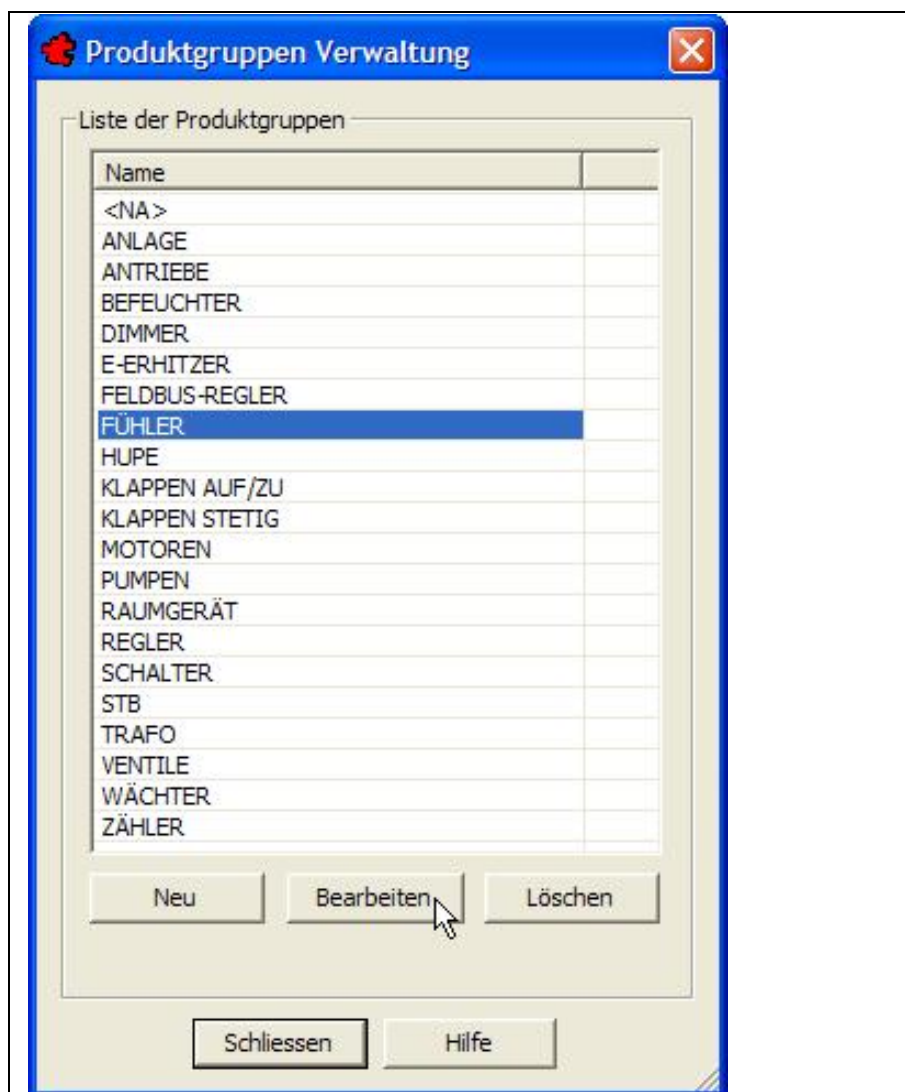 Produktgruppen Verwaltung
Liste der Produktgruppen
Name
<NA>
ANLAGE
ANTRIEBE
BEFEUCHTER
DIMMER
E-ERHITZER
FELDBUS-REGLER
FÜHLER
HUPE
KLAPPEN AUF/ZU
KLAPPEN STETIG
MOTOREN
PUMPEN
RAUMGERÄT
REGLER
SCHALTER
STB
TRAFO
VENTILE
WÄCHTER
ZÄHLER
Neu Bearbeiten Löschen
Schliessen Hilfe